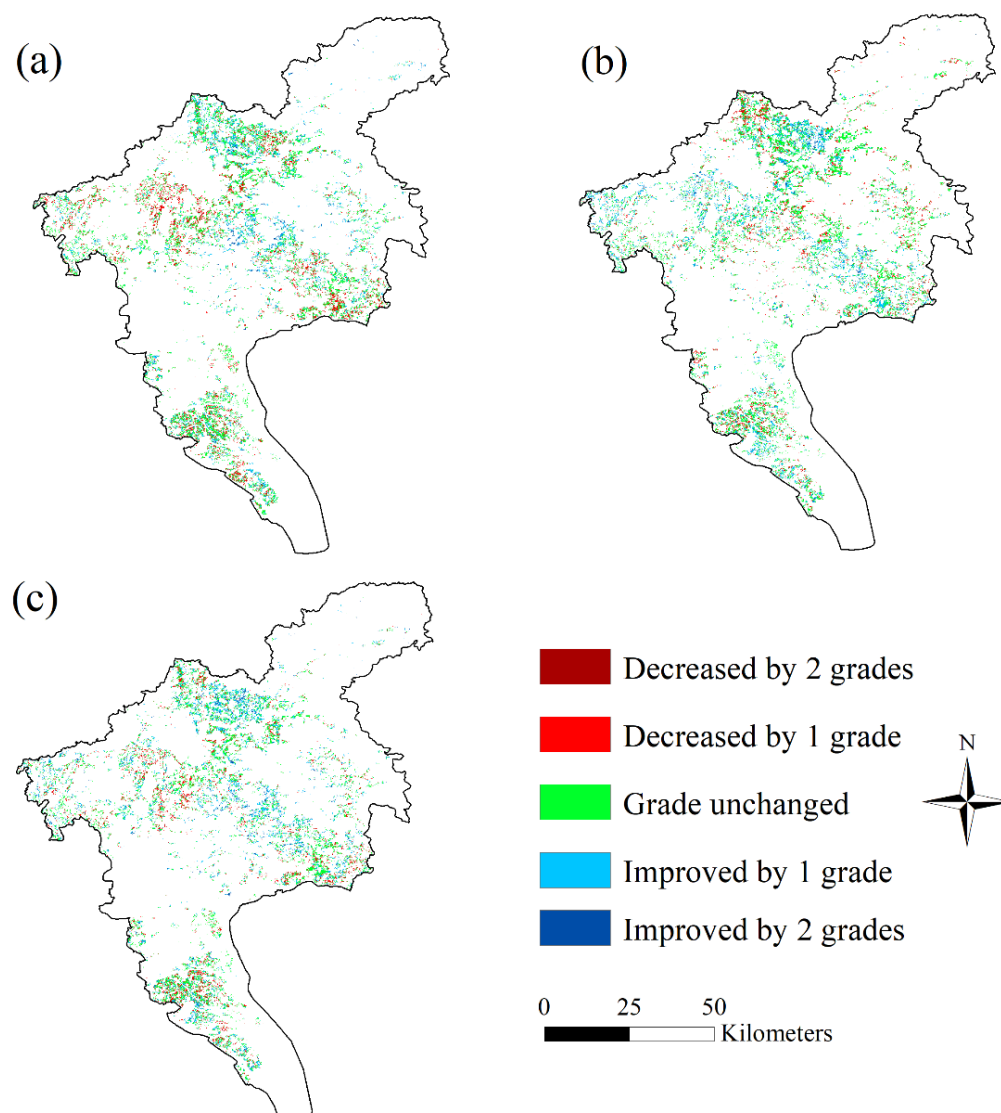 (a)
(b)
(c)
Decreased by 2 grades
Decreased by 1 grade
Grade unchanged
Improved by 1 grade
Improved by 2 grades
N
0 25 50
Kilometers